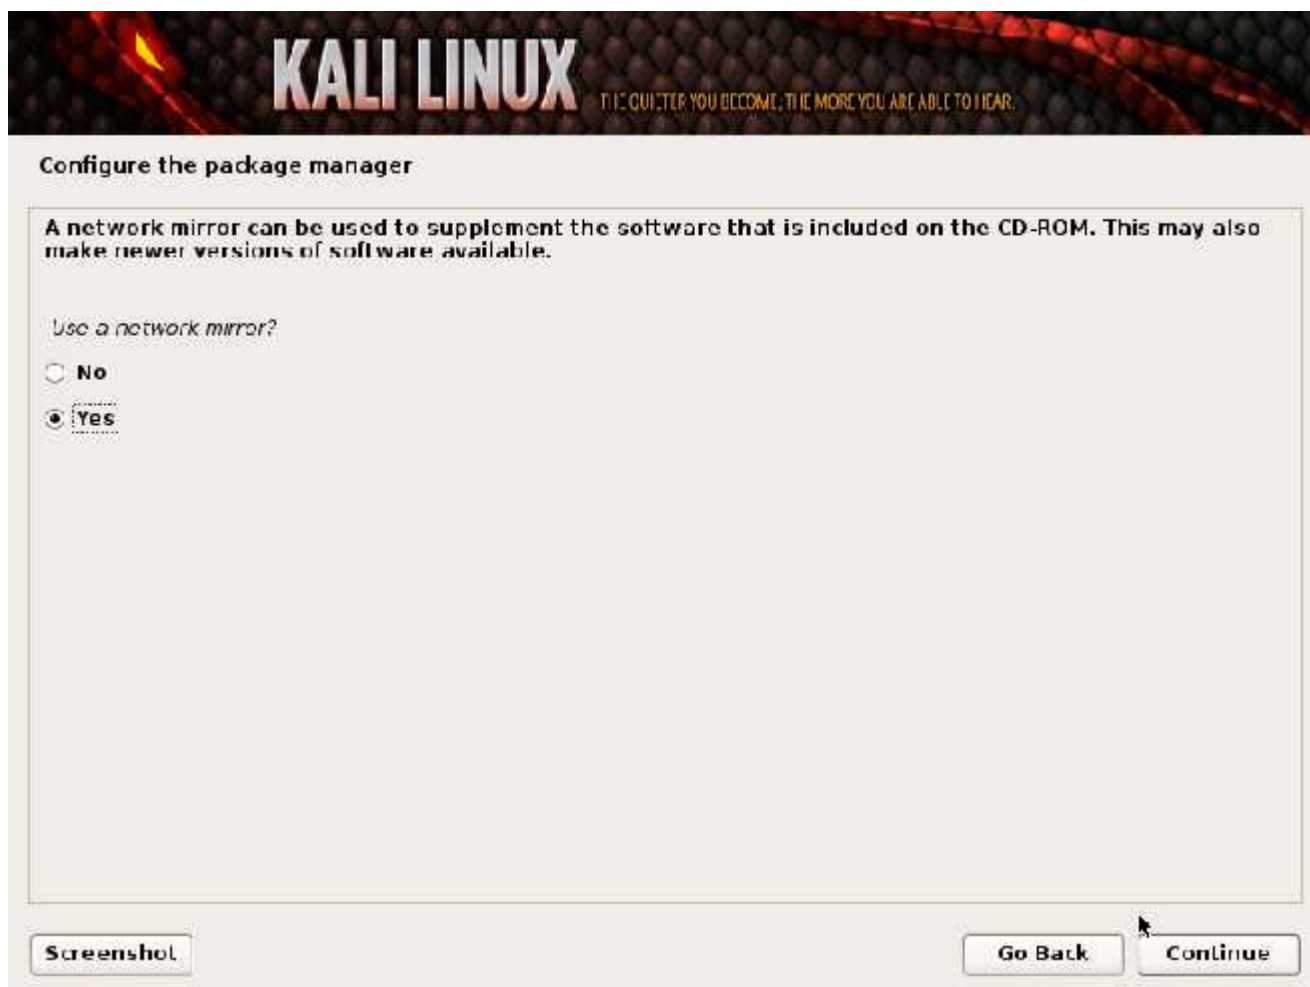 KALI LINUX
THE QUIETER YOU BECOME, THE MORE YOU ARE ABLE TO HEAR.
Configure the package manager
A network mirror can be used to supplement the software that is included on the CD-ROM. This may also
make newer versions of software available.
Use a network mirror?
No
Yes
Screenshot
Go Back
Continue